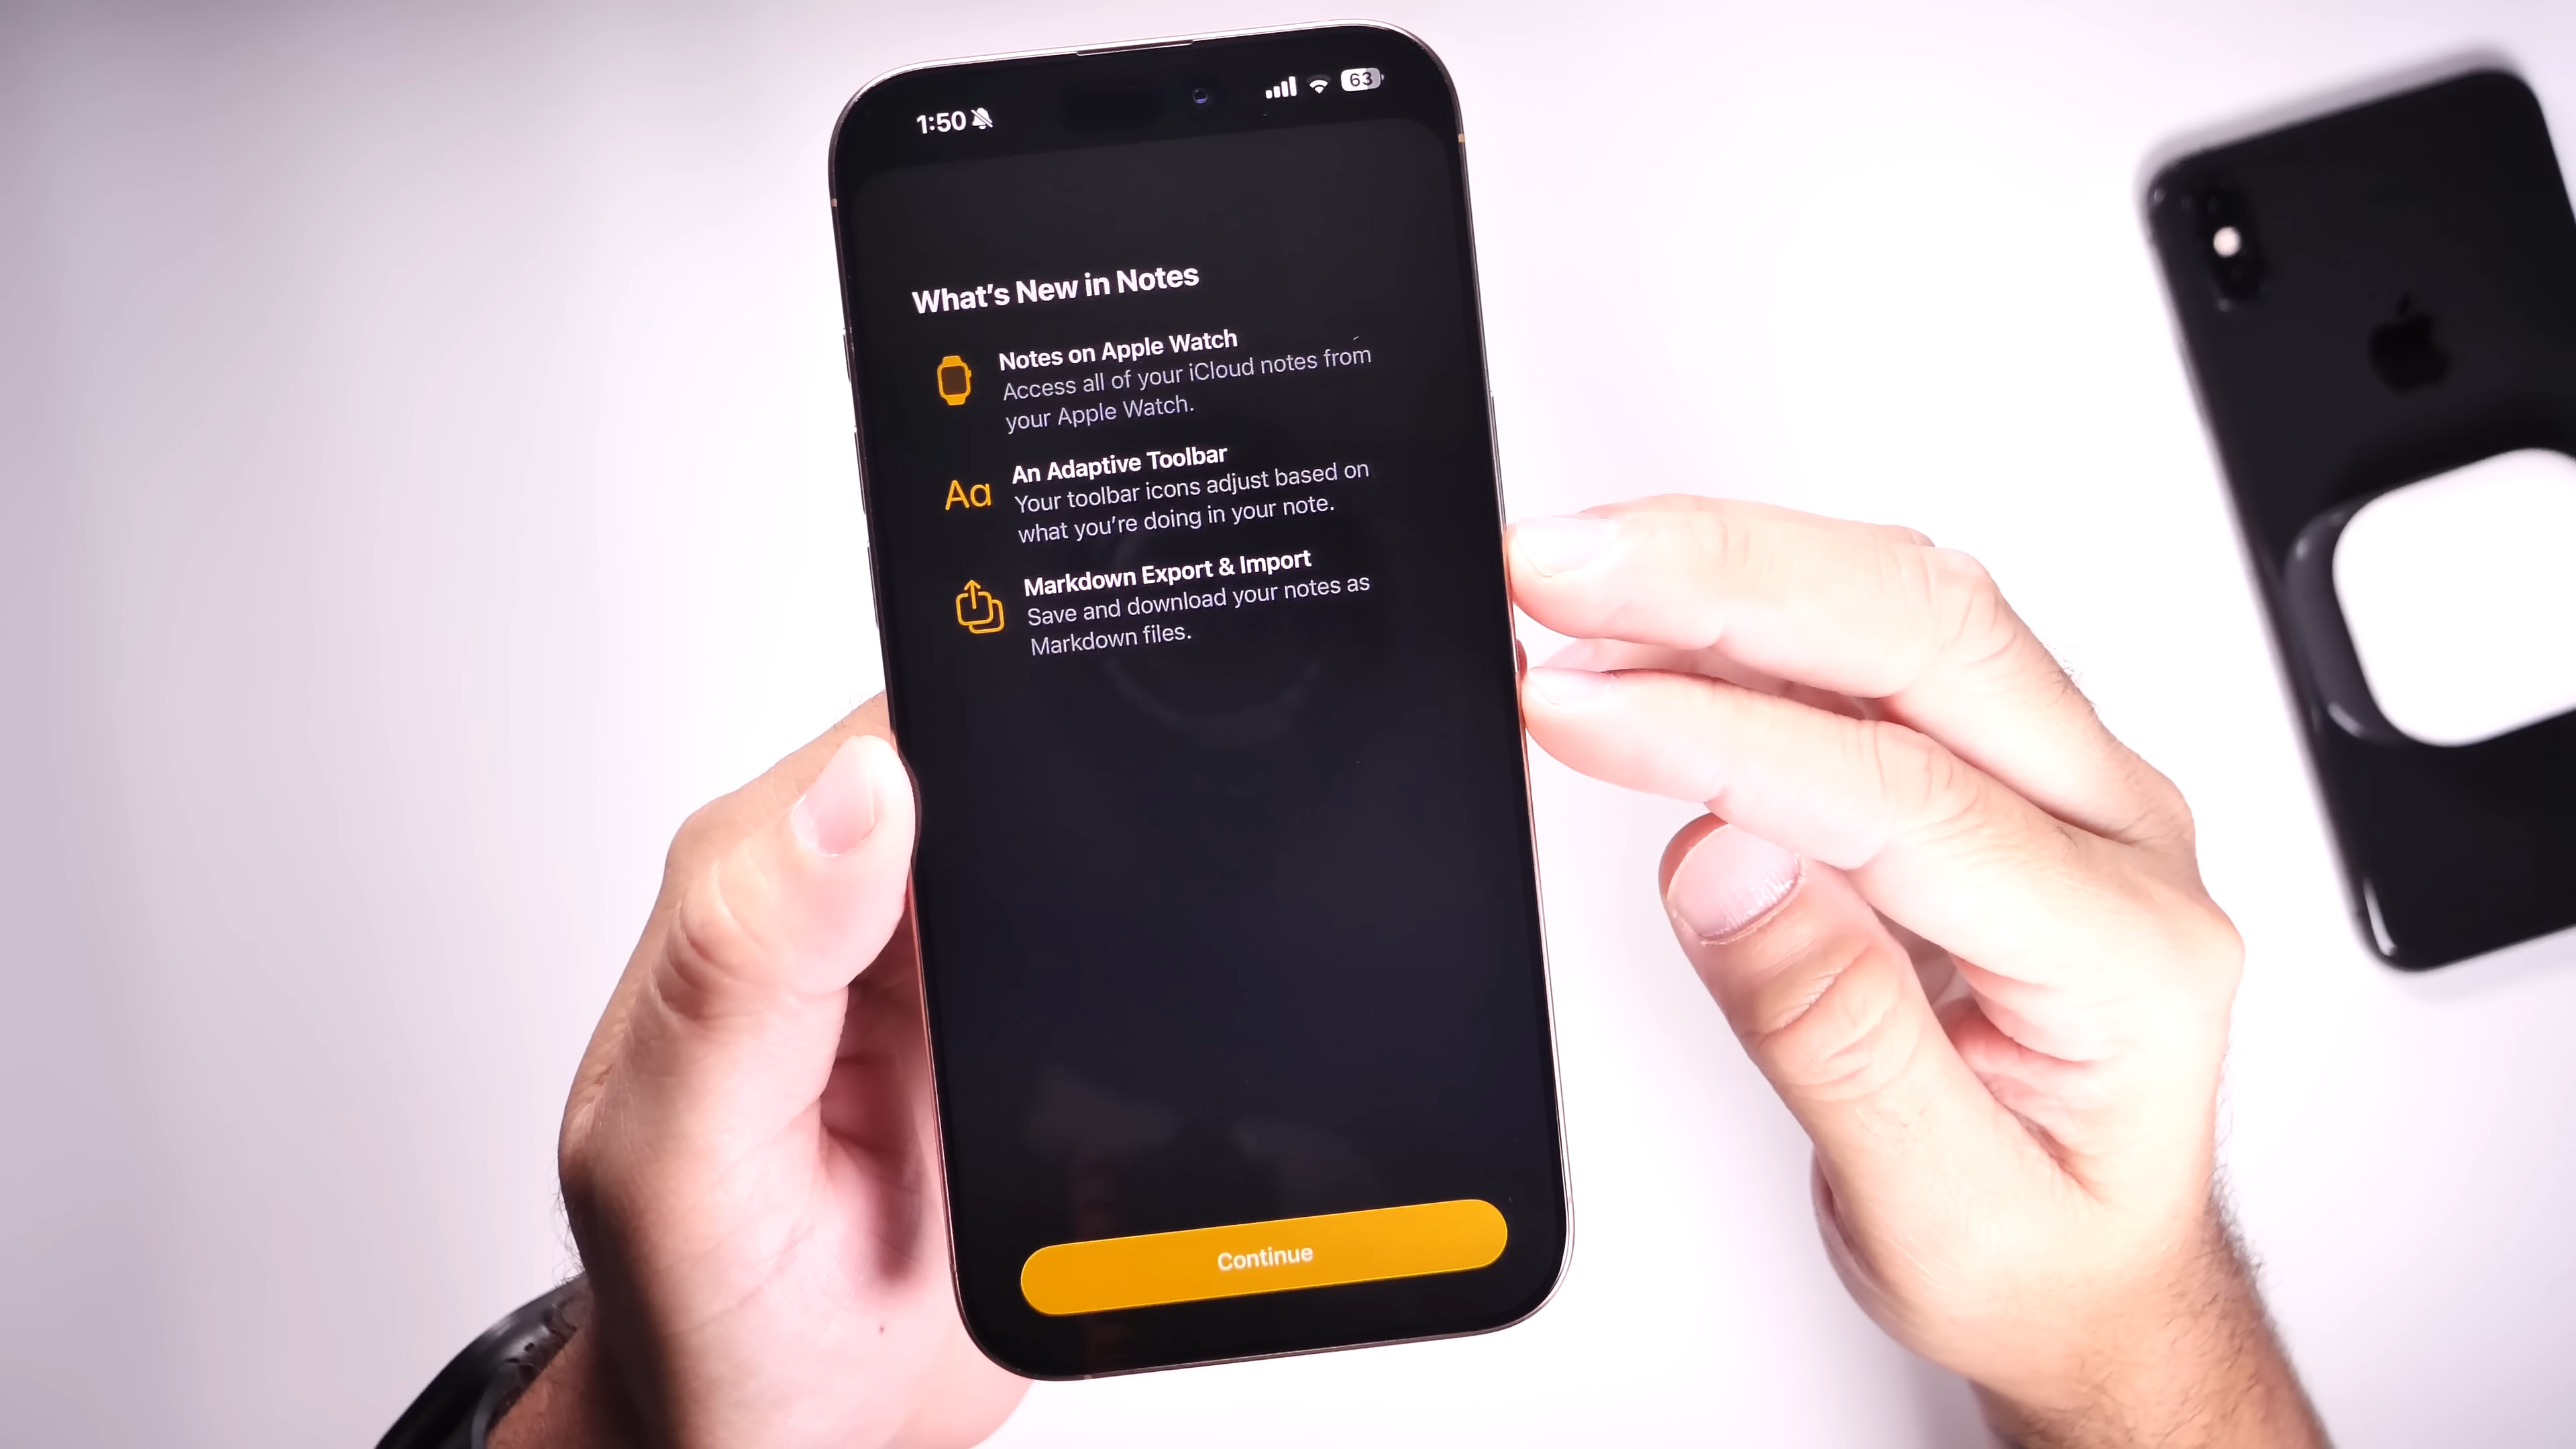 1:50
63
What's New in Notes
Notes on Apple Watch
Access all of your iCloud notes from
your Apple Watch.
Aa
An Adaptive Toolbar
Your toolbar icons adjust based on
what you're doing in your note.
Markdown Export & Import
Save and download your notes as
Markdown files.
Continue